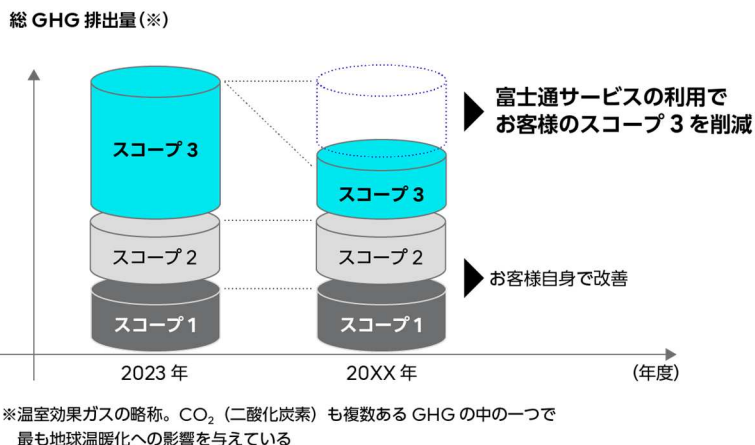 総 GHG 排出量(※)
スコープ 3
スコープ 2
スコープ 1
スコープ 3
スコープ 2
スコープ 1
富士通サービスの利用で
お客様のスコープ 3 を削減
お客様自身で改善
2023 年
20XX 年
(年度)
※温室効果ガスの略称。CO₂（二酸化炭素）も複数ある GHG の中の一つで
最も地球温暖化への影響を与えている